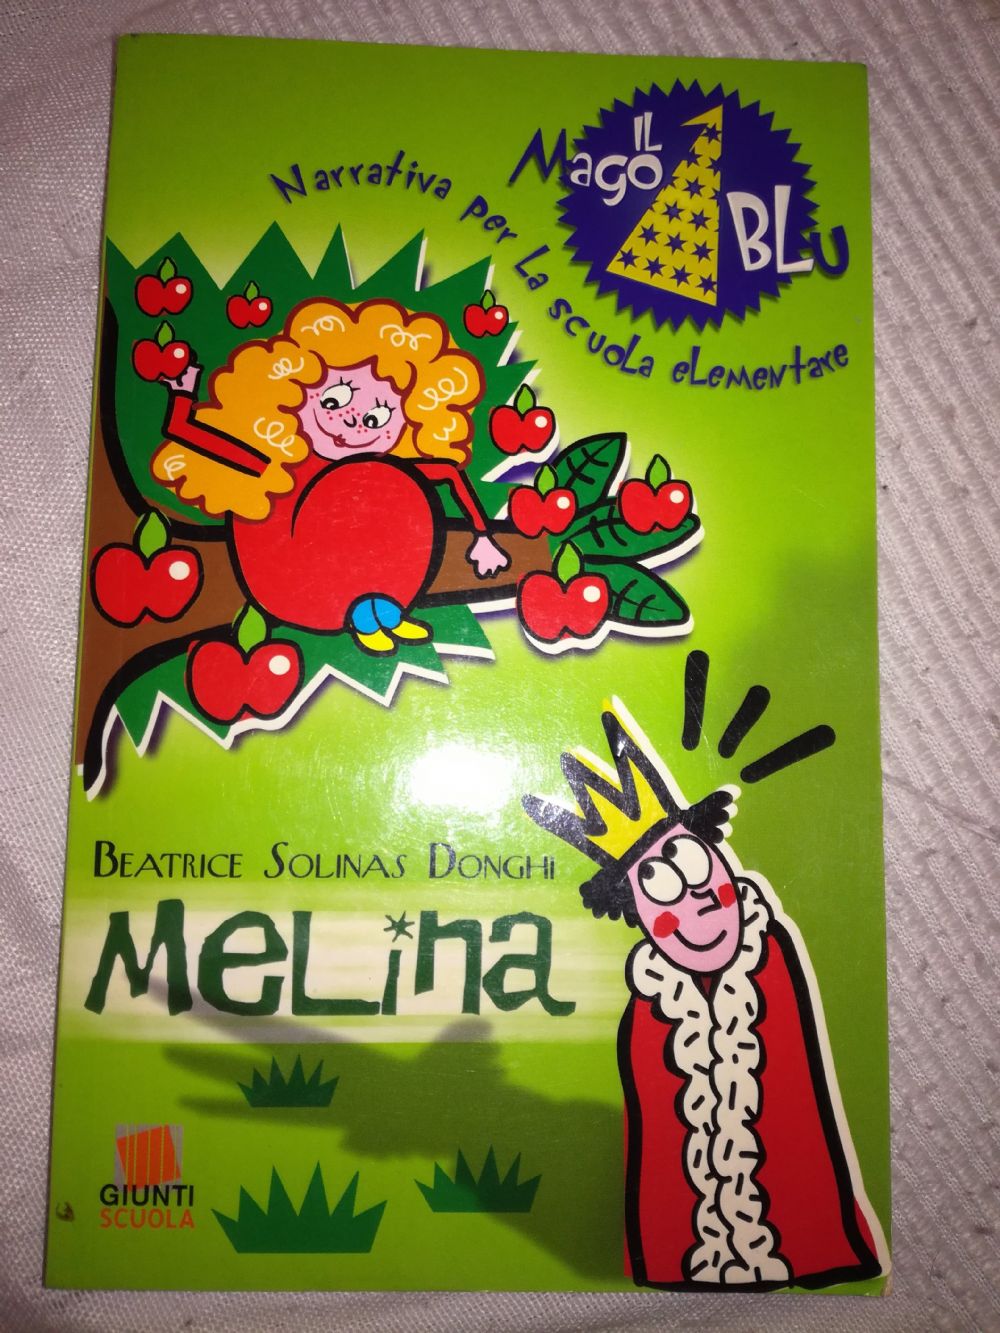 IL
Mago
BLu
Narrativa per La scuoLa eLementare
Beatrice Solinas Donghi
MeLina
GIUNTI
SCUOLA